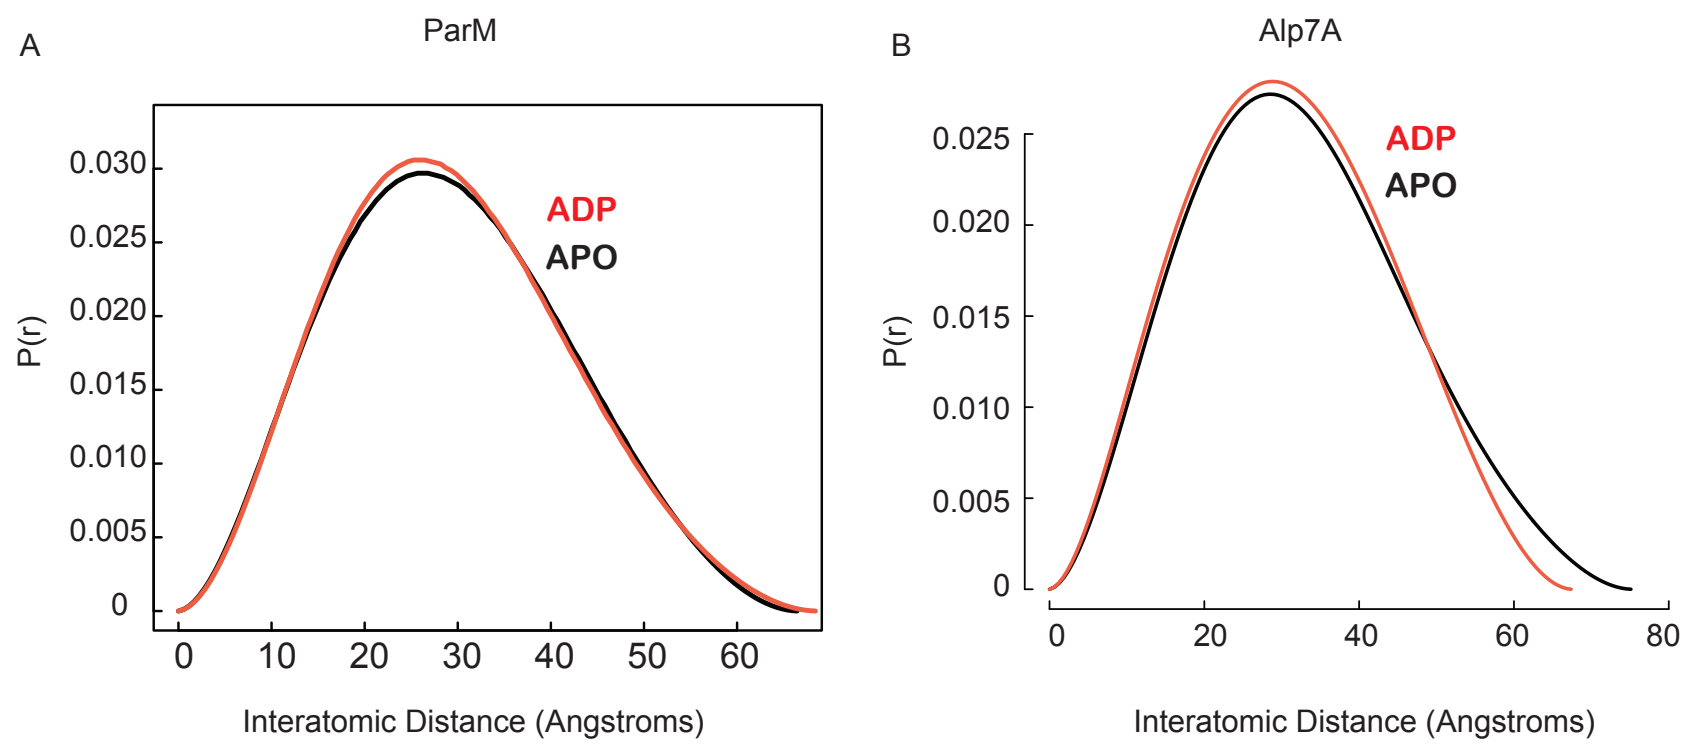 A
ParM
P(r)
0.030
0.025
0.020
0.015
0.010
0.005
0
ADP
APO
0 10 20 30 40 50 60
Interatomic Distance (Angstroms)
B
Alp7A
P(r)
0.025
0.020
0.015
0.010
0.005
0
ADP
APO
0 20 40 60 80
Interatomic Distance (Angstroms)